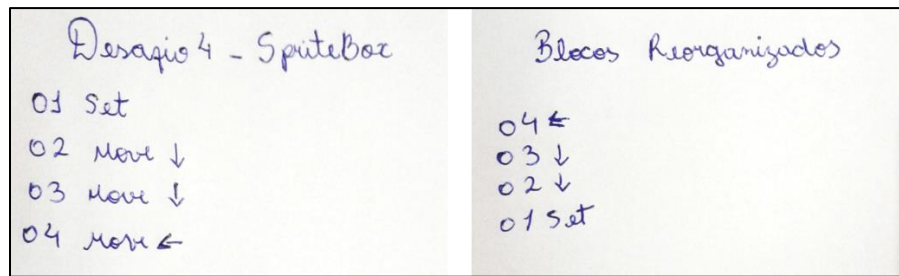 Desafio 4 - SpriteBox
01 Set
02 Move ↓
03 Move ↓
04 Move ←
Blocos Reorganizados
04 ←
03 ↓
02 ↓
01 Set